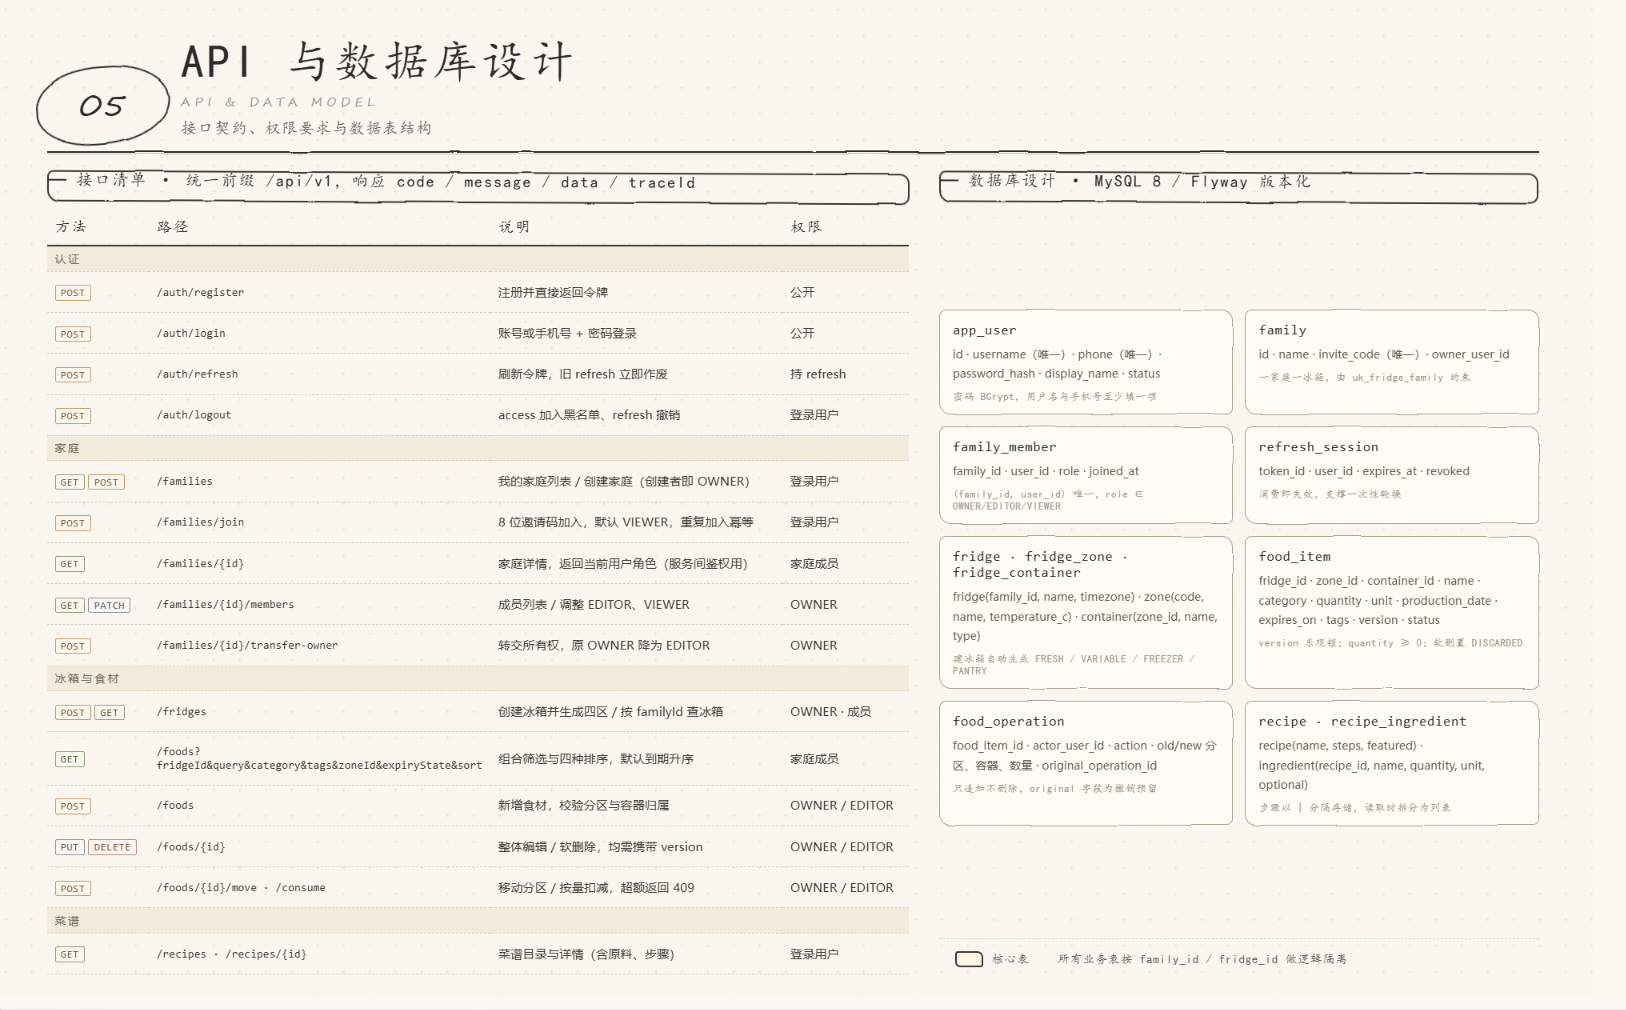 05
API 与数据库设计
API & DATA MODEL
接口契约、权限要求与数据表结构
接口清单 • 统一前缀 /api/v1, 响应 code / message / data / traceId
方法 路径 说明 权限
认证
POST /auth/register 注册并直接返回令牌 公开
POST /auth/login 账号或手机号 + 密码登录 公开
POST /auth/refresh 刷新令牌，旧 refresh 立即作废 持 refresh
POST /auth/logout access 加入黑名单、refresh 撤销 登录用户
家庭
GET POST /families 我的家庭列表 / 创建家庭（创建者即 OWNER） 登录用户
POST /families/join 8 位邀请码加入，默认 VIEWER，重复加入幂等 登录用户
GET /families/{id} 家庭详情，返回当前用户角色（服务间鉴权用） 家庭成员
GET PATCH /families/{id}/members 成员列表 / 调整 EDITOR、VIEWER OWNER
POST /families/{id}/transfer-owner 转交所有权，原 OWNER 降为 EDITOR OWNER
冰箱与食材
POST GET /fridges 创建冰箱并生成四区 / 按 familyId 查冰箱 OWNER · 成员
GET /foods?
fridgeId&query&category&tags&zoneId&expiryState&sort 组合筛选与四种排序，默认到期升序 家庭成员
POST /foods 新增食材，校验分区与容器归属 OWNER / EDITOR
PUT DELETE /foods/{id} 整体编辑 / 软删除，均需携带 version OWNER / EDITOR
POST /foods/{id}/move · /consume 移动分区 / 按量扣减，超额返回 409 OWNER / EDITOR
菜谱
GET /recipes · /recipes/{id} 菜谱目录与详情（含原料、步骤） 登录用户
数据库设计 • MySQL 8 / Flyway 版本化
app_user
id · username（唯一）· phone（唯一）·
password_hash · display_name · status
密码 BCrypt, 用户名与手机号至少填一项
family
id · name · invite_code（唯一）· owner_user_id
一家庭一冰箱, 由 uk_fridge_family 约束
family_member
family_id · user_id · role · joined_at
(family_id, user_id) 唯一, role ∈
OWNER/EDITOR/VIEWER
refresh_session
token_id · user_id · expires_at · revoked
消费即失效, 支撑一次性轮换
fridge · fridge_zone ·
fridge_container
fridge(family_id, name, timezone) · zone(code,
name, temperature_c) · container(zone_id, name,
type)
建冰箱自动生成 FRESH / VARIABLE / FREEZER /
PANTRY
food_item
fridge_id · zone_id · container_id · name ·
category · quantity · unit · production_date ·
expires_on · tags · version · status
version 乐观锁; quantity ≥ 0; 软删置 DISCARDED
food_operation
food_item_id · actor_user_id · action · old/new 分
区、容器、数量 · original_operation_id
只追加不删除, original 字段为撤销预留
recipe · recipe_ingredient
recipe(name, steps, featured) ·
ingredient(recipe_id, name, quantity, unit,
optional)
步骤以 | 分隔存储, 读取时拆分为列表
核心表 所有业务表按 family_id / fridge_id 做逻辑隔离